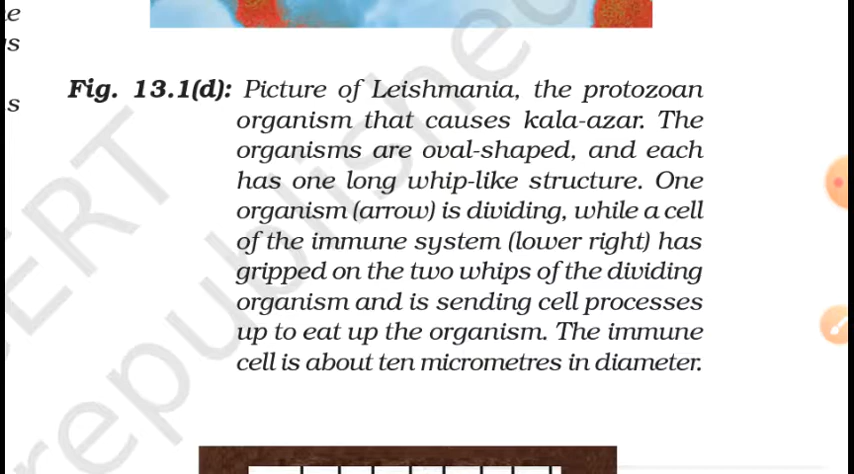 e
s
s
Fig. 13.1(d): Picture of Leishmania, the protozoan
organism that causes kala-azar. The
organisms are oval-shaped, and each
has one long whip-like structure. One
organism (arrow) is dividing, while a cell
of the immune system (lower right) has
gripped on the two whips of the dividing
organism and is sending cell processes
up to eat up the organism. The immune
cell is about ten micrometres in diameter.
ERT
republished